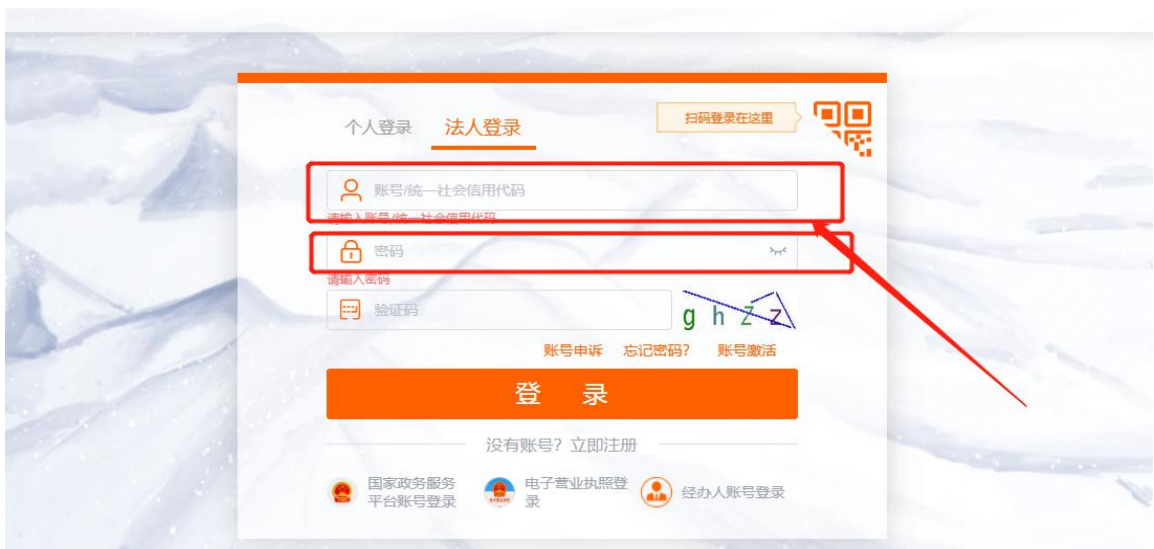 个人登录 法人登录 扫码登录在这里
账号/统一社会信用代码
请输入账号/统一社会信用代码
密码
请输入密码
验证码 g h Z z
账号申诉 忘记密码? 账号激活
登 录
没有账号? 立即注册
国家政务服务
平台账号登录
电子营业执照登
录
经办人账号登录